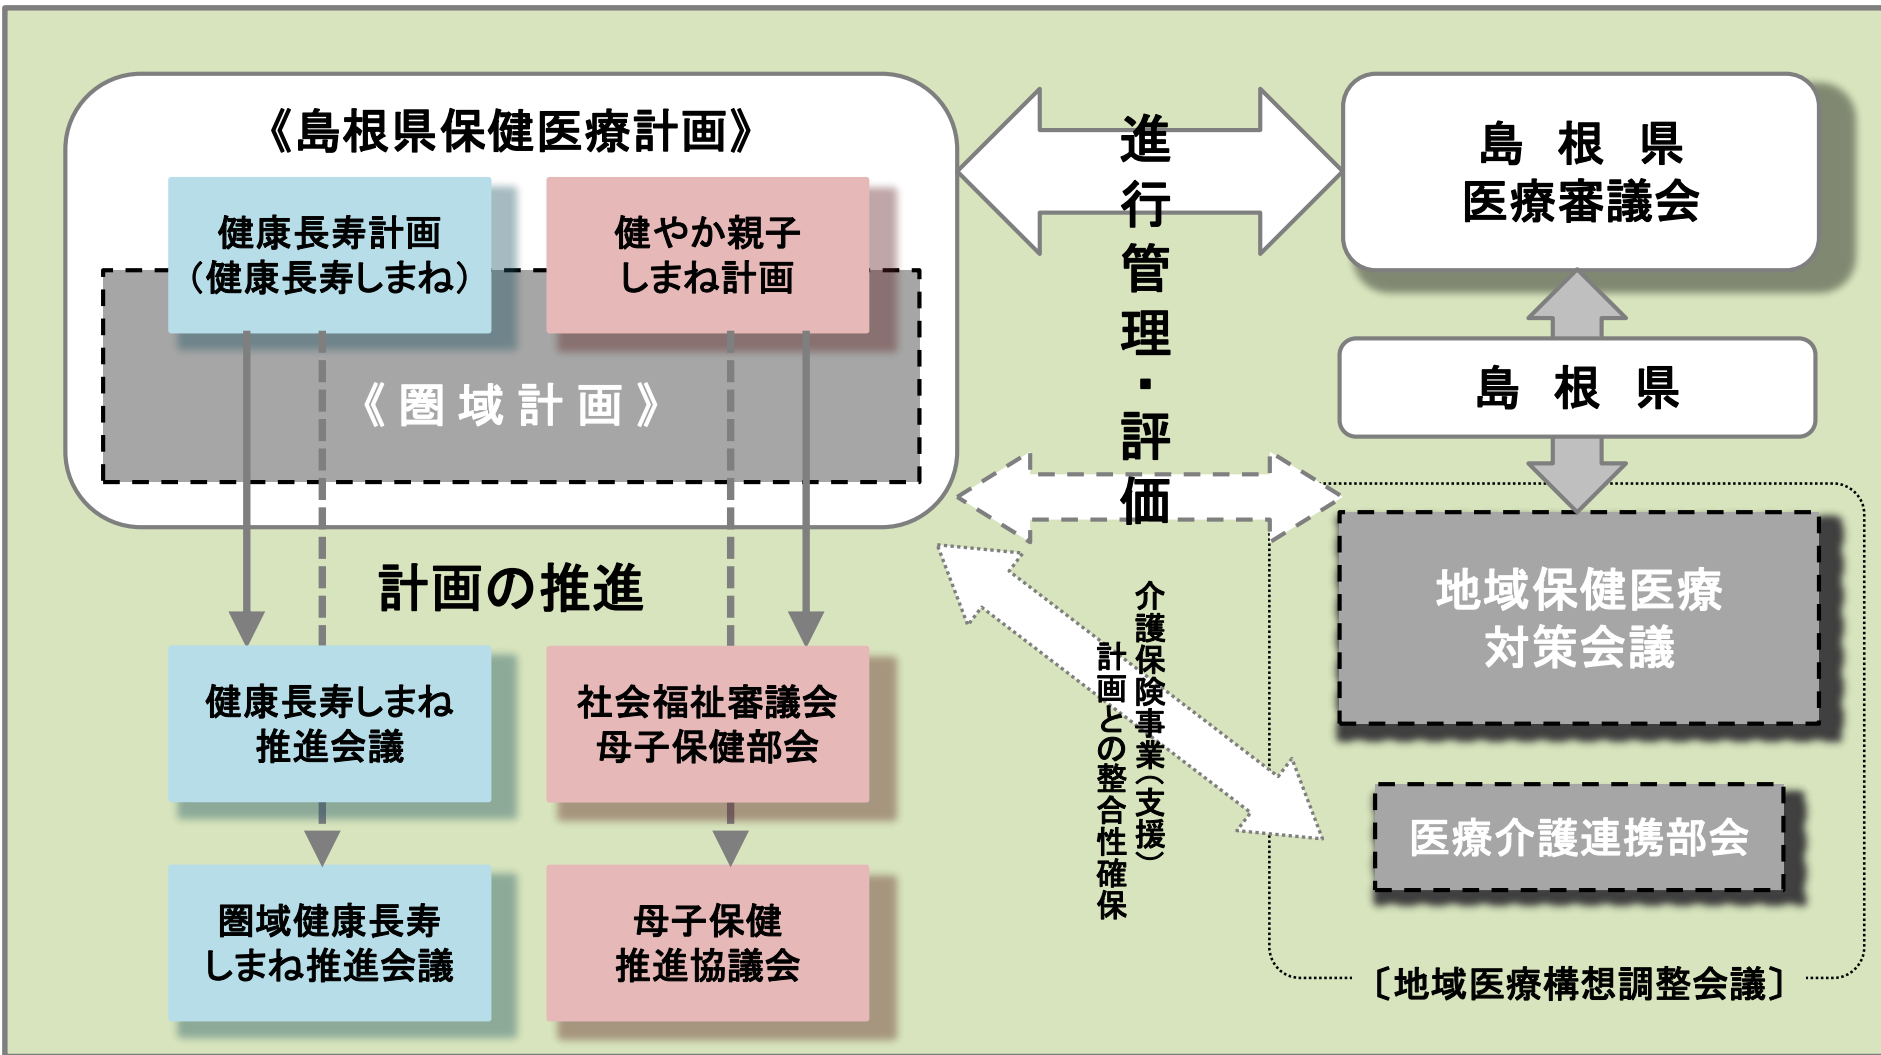 《島根県保健医療計画》
健康長寿計画
(健康長寿しまね)
健やか親子
しまね計画
《圏域計画》
計画の推進
健康長寿しまね
推進会議
社会福祉審議会
母子保健部会
圏域健康長寿
しまね推進会議
母子保健
推進協議会
進行管理・評価
介護保険事業(支援)
計画との整合性確保
島根県
医療審議会
島根県
地域保健医療
対策会議
医療介護連携部会
〔地域医療構想調整会議〕